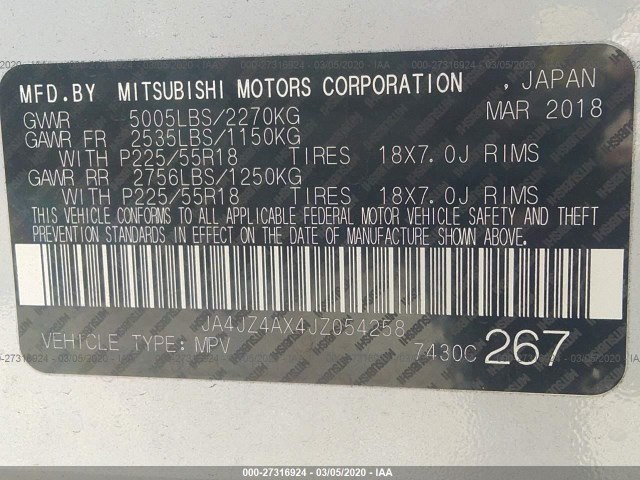 MFD.BY MITSUBISHI MOTORS CORPORATION , JAPAN
GVWR 5005LBS/2270KG MAR 2018
GAWR FR 2535LBS/1150KG
WITH P225/55R18 TIRES 18X7.0J RIMS
GAWR RR 2756LBS/1250KG
WITH P225/55R18 TIRES 18X7.0J RIMS
THIS VEHICLE CONFORMS TO ALL APPLICABLE FEDERAL MOTOR VEHICLE SAFETY AND THEFT
PREVENTION STANDARDS IN EFFECT ON THE DATE OF MANUFACTURE SHOWN ABOVE.
JA4JZ4AX4JZ054258
VEHICLE TYPE:MPV 7430C 267
000-27316924 | 03/05/2020 | IAA